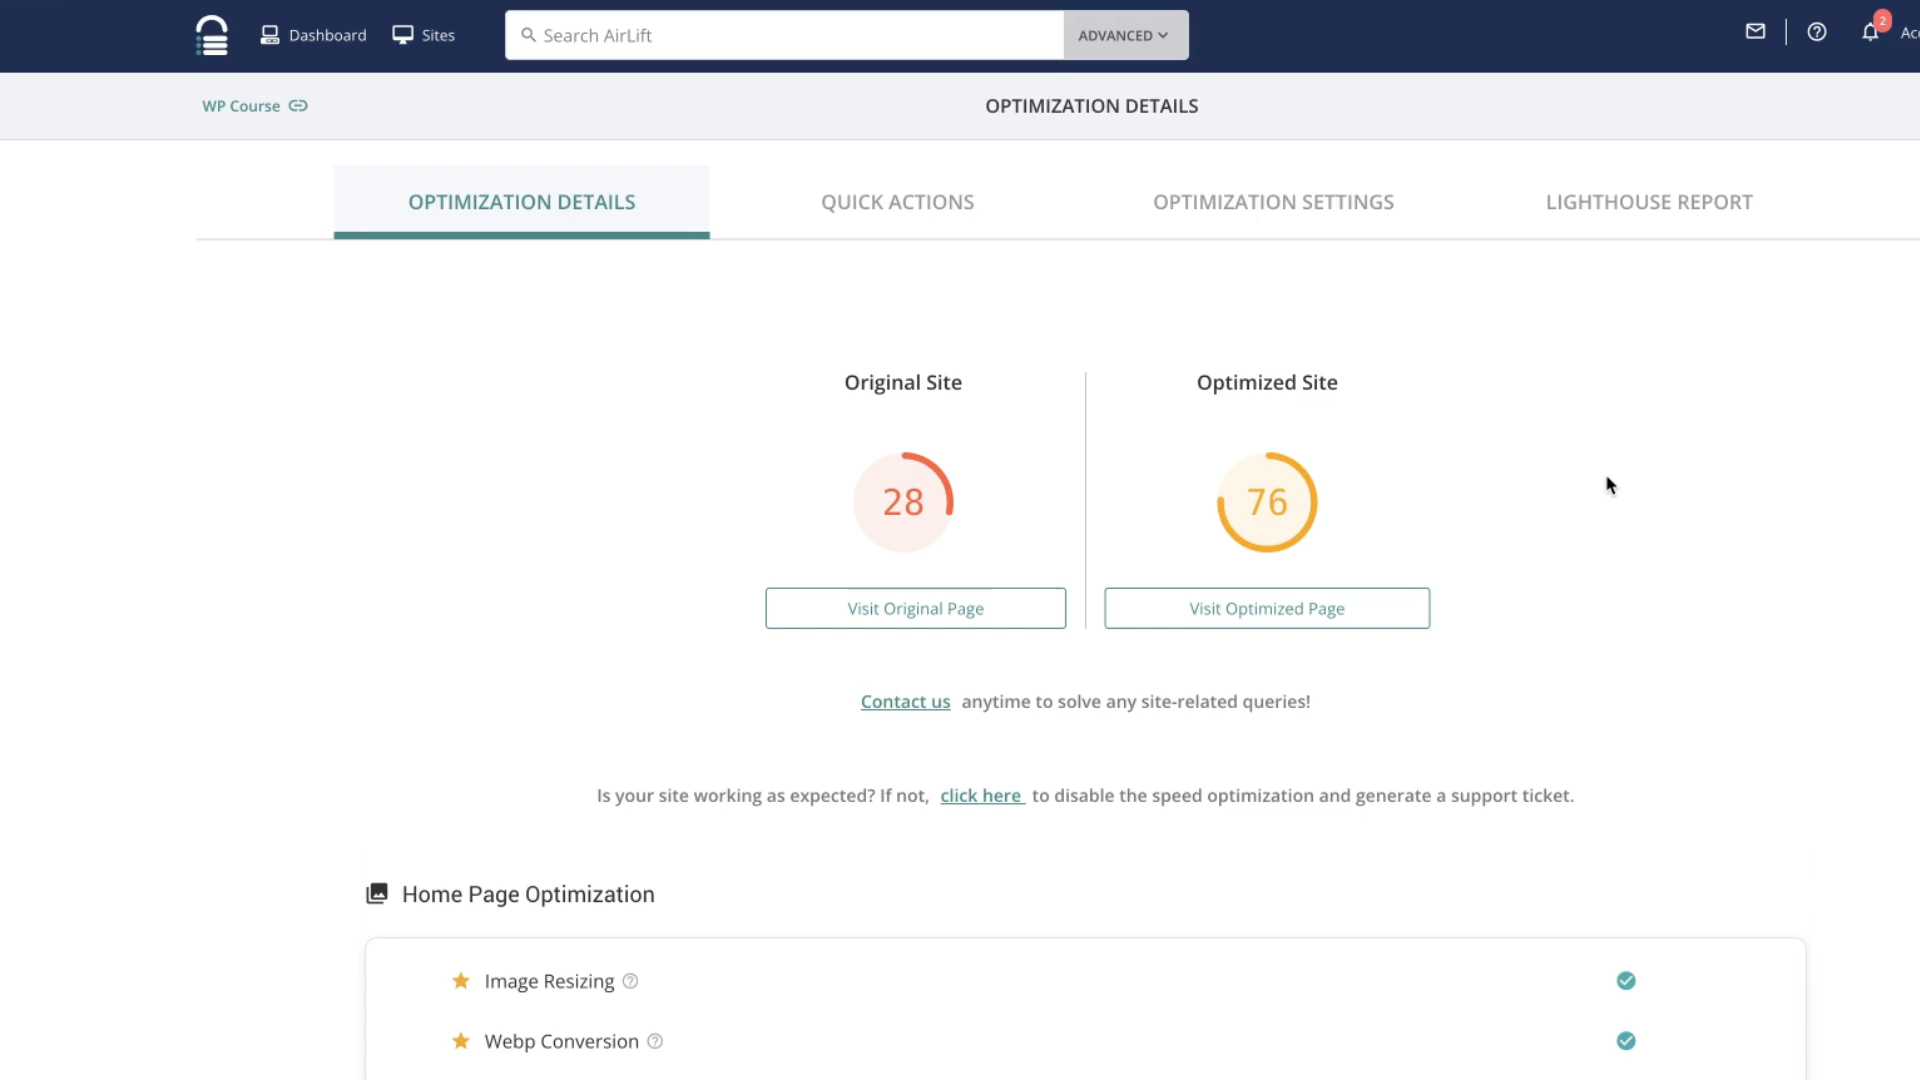 Dashboard
Sites
Search AirLift
ADVANCED
2
WP Course
OPTIMIZATION DETAILS
OPTIMIZATION DETAILS
QUICK ACTIONS
OPTIMIZATION SETTINGS
LIGHTHOUSE REPORT
Original Site
Optimized Site
28
76
Visit Original Page
Visit Optimized Page
Contact us anytime to solve any site-related queries!
Is your site working as expected? If not, click here to disable the speed optimization and generate a support ticket.
Home Page Optimization
Image Resizing
Webp Conversion